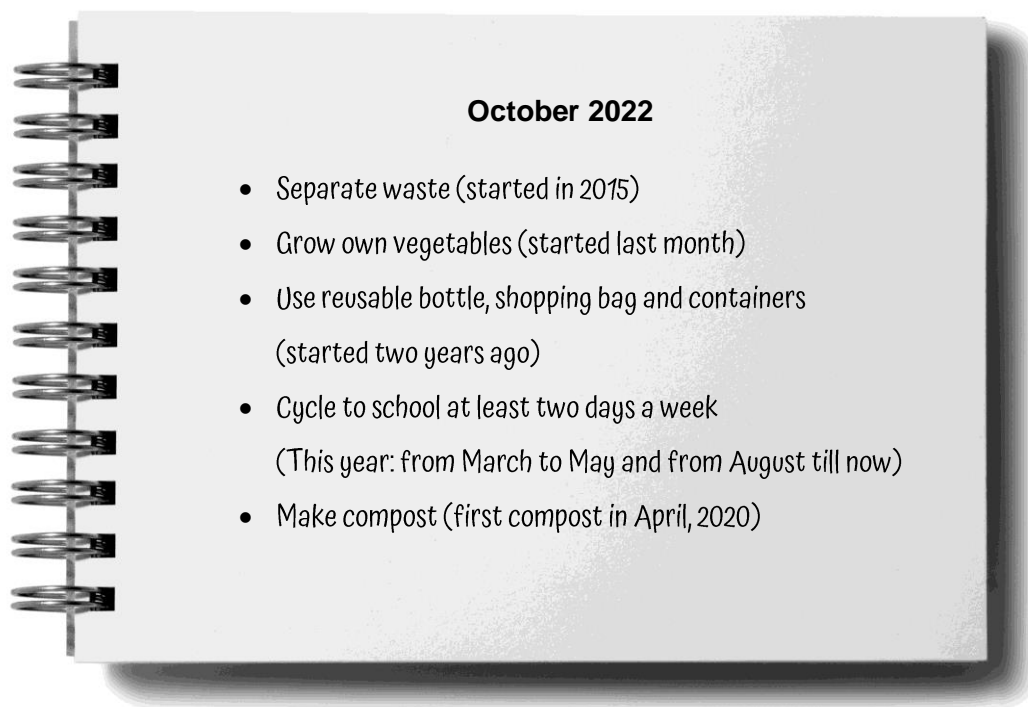 October 2022
• Separate waste (started in 2015)
• Grow own vegetables (started last month)
• Use reusable bottle, shopping bag and containers
(started two years ago)
• Cycle to school at least two days a week
(This year: from March to May and from August till now)
• Make compost (first compost in April, 2020)